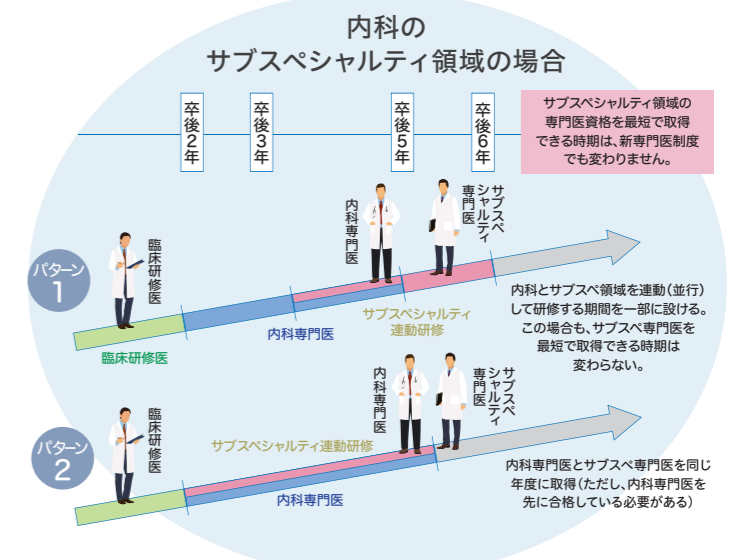 内科の
サブスペシャルティ領域の場合
卒後2年
卒後3年
卒後5年
卒後6年
サブスペシャルティ領域の
専門医資格を最短で取得
できる時期は、新専門医制度
でも変わりません。
パターン
1
臨床研修医
内科専門医
サブスペ
シャルティ
専門医
臨床研修医
内科専門医
サブスペシャルティ
連動研修
内科とサブスペ領域を連動（並行）
して研修する期間を一部に設ける。
この場合も、サブスペ専門医を
最短で取得できる時期は
変わらない。
パターン
2
臨床研修医
内科専門医
サブスペ
シャルティ
専門医
サブスペシャルティ連動研修
内科専門医
内科専門医とサブスペ専門医を同じ
年度に取得（ただし、内科専門医を
先に合格している必要がある）